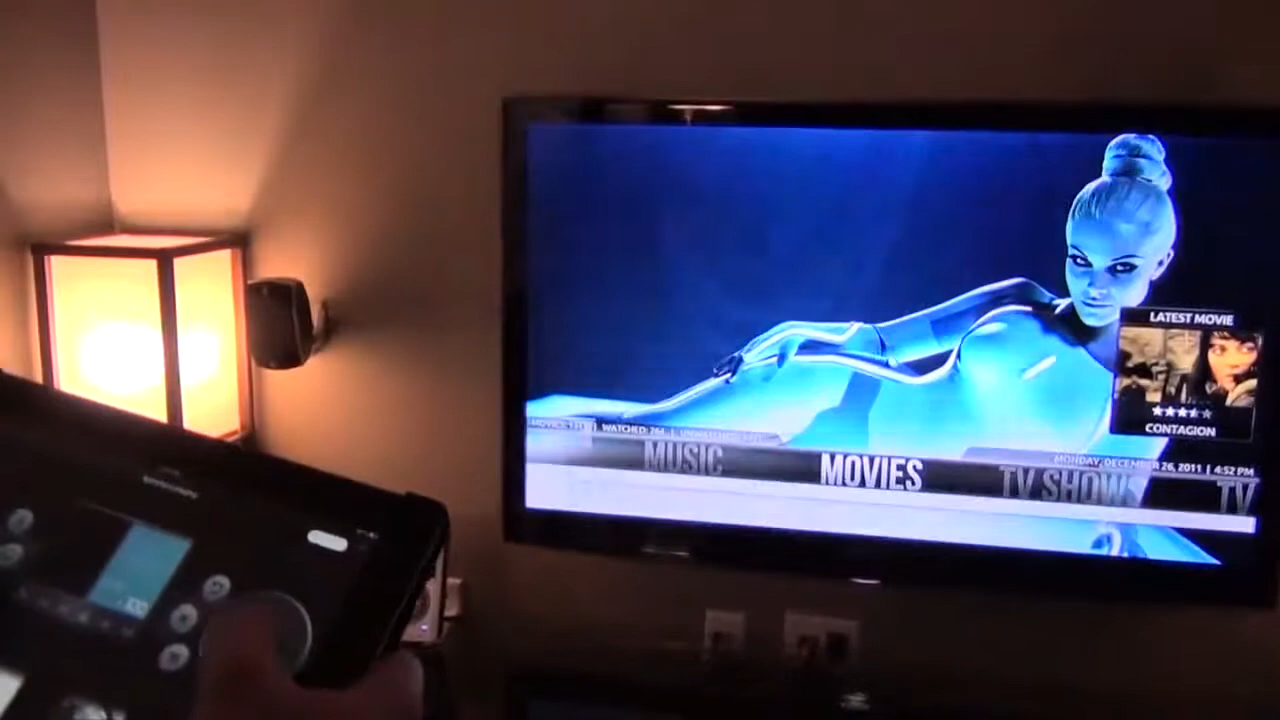 LATEST MOVIE
CONTAGION
WATCHED: 264 |
MONDAY, DECEMBER 26, 2011 | 4:52 PM
MUSIC MOVIES TV SHOWS TV